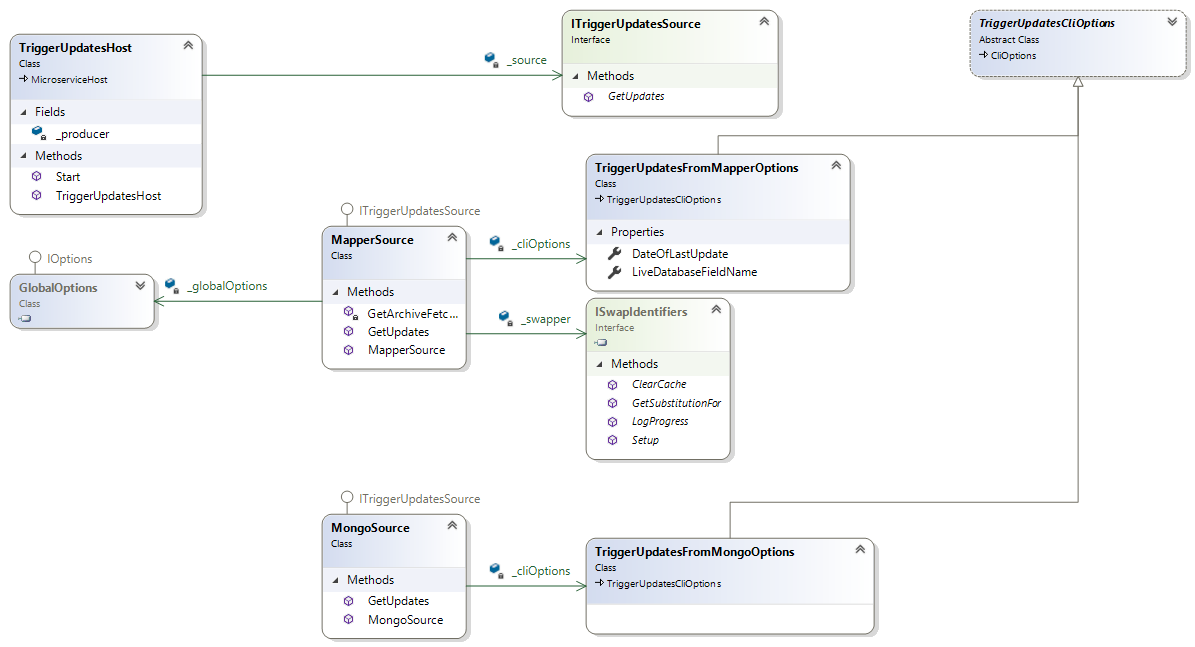 TriggerUpdatesHost
Class
MicroserviceHost
Fields
_producer
Methods
Start
TriggerUpdatesHost
_source
ITriggerUpdatesSource
Interface
Methods
GetUpdates
TriggerUpdatesCliOptions
Abstract Class
CliOptions
TriggerUpdatesFromMapperOptions
Class
TriggerUpdatesCliOptions
Properties
DateOfLastUpdate
LiveDatabaseFieldName
ITriggerUpdatesSource
MapperSource
Class
Methods
GetArchiveFetc...
GetUpdates
MapperSource
_cliOptions
IOptions
GlobalOptions
Class
_globalOptions
_swapper
ISwapIdentifiers
Interface
Methods
ClearCache
GetSubstitutionFor
LogProgress
Setup
ITriggerUpdatesSource
MongoSource
Class
Methods
GetUpdates
MongoSource
_cliOptions
TriggerUpdatesFromMongoOptions
Class
TriggerUpdatesCliOptions